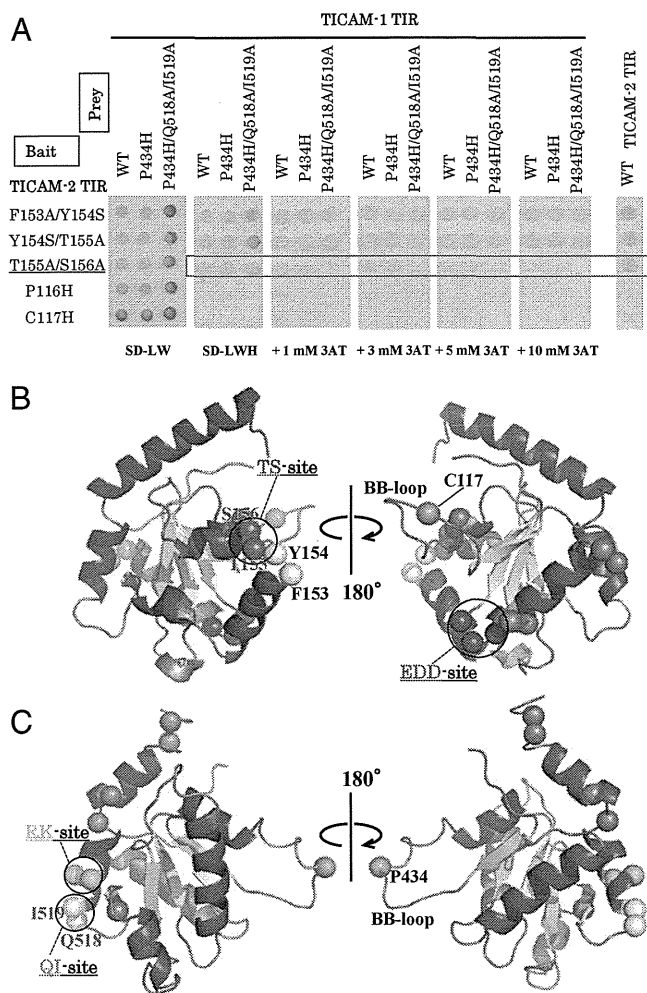 A
TICAM-1 TIR
Prey
Bait
WT
P434H
P434H/Q518A/I519A
WT
P434H
P434H/Q518A/I519A
WT
P434H
P434H/Q518A/I519A
WT
P434H
P434H/Q518A/I519A
WT
P434H
P434H/Q518A/I519A
WT
P434H
P434H/Q518A/I519A
WT TICAM-2 TIR
TICAM-2 TIR
F153A/Y154S
Y154S/T155A
T155A/S156A
P116H
C117H
SD-LW SD-LWH + 1 mM 3AT + 3 mM 3AT + 5 mM 3AT + 10 mM 3AT
B
TS-site
S156
T155
Y154
F153
BB-loop
C117
180°
EDD-site
C
180°
RK-site
I519
Q518
QI-site
P434
BB-loop